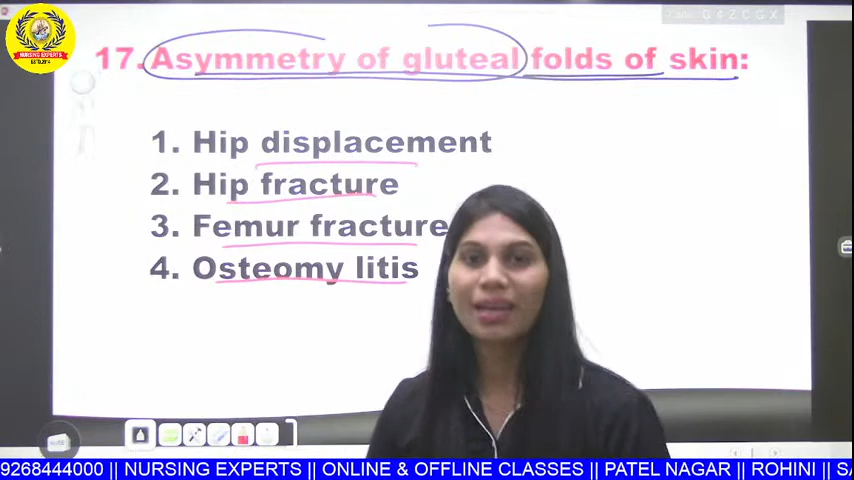 NURSING EXPERTS
17. Asymmetry of gluteal folds of skin:
1. Hip displacement
2. Hip fracture
3. Femur fracture
4. Osteomy litis
9268444000 || NURSING EXPERTS || ONLINE & OFFLINE CLASSES || PATEL NAGAR || ROHINI || SA